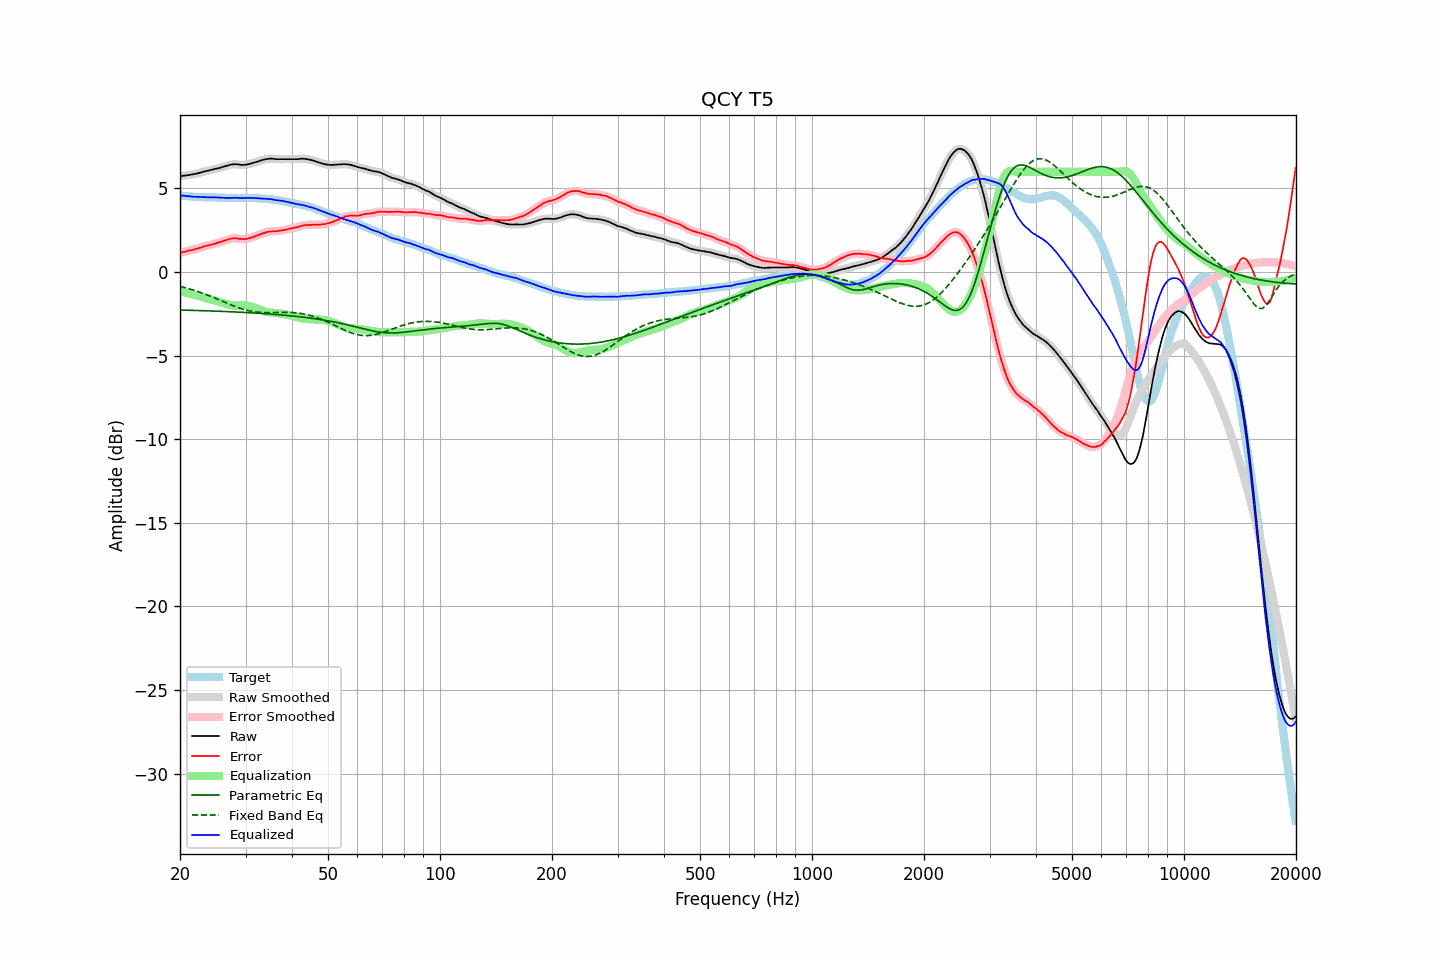 QCY T5
Amplitude (dBr)
5
0
−5
−10
−15
−20
−25
−30
Target
Raw Smoothed
Error Smoothed
Raw
Error
Equalization
Parametric Eq
Fixed Band Eq
Equalized
20 50 100 200 500 1000 2000 5000 10000 20000
Frequency (Hz)